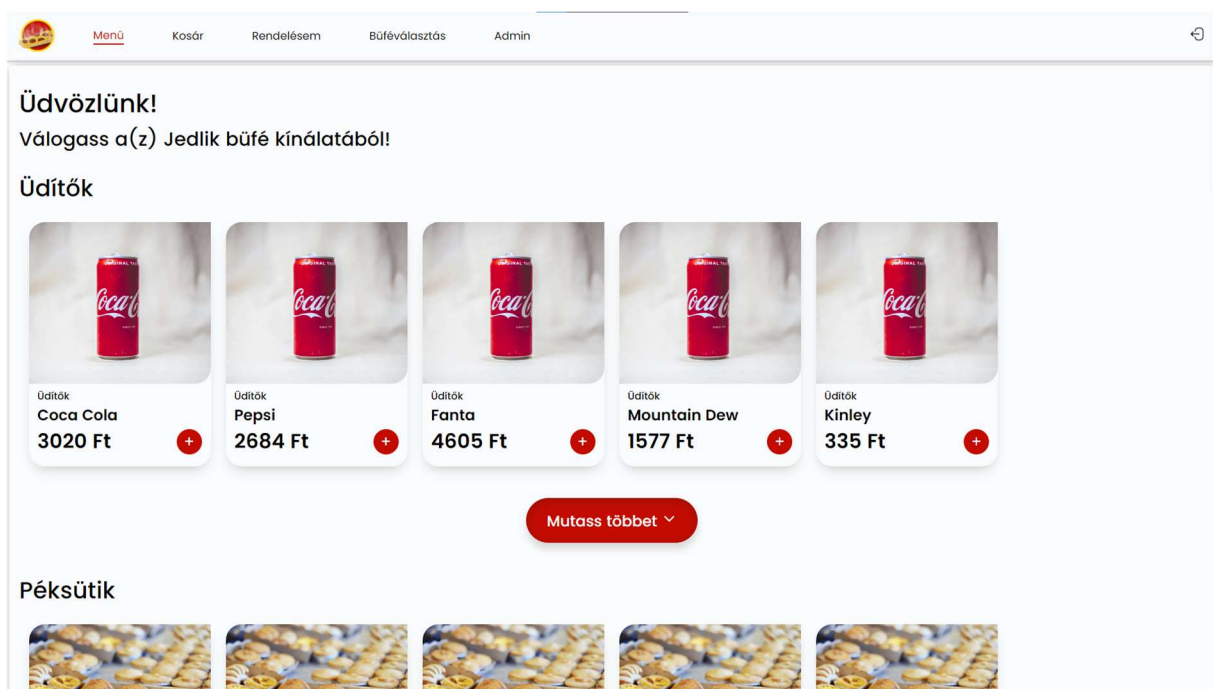 Menü Kosár Rendelésem Büféválasztás Admin
Üdvözlünk!
Válogass a(z) Jedlik büfé kínálatából!
Üdítők
Üdítők
Coca Cola
3020 Ft +
Üdítők
Pepsi
2684 Ft +
Üdítők
Fanta
4605 Ft +
Üdítők
Mountain Dew
1577 Ft +
Üdítők
Kinley
335 Ft +
Mutass többet
Péksütik